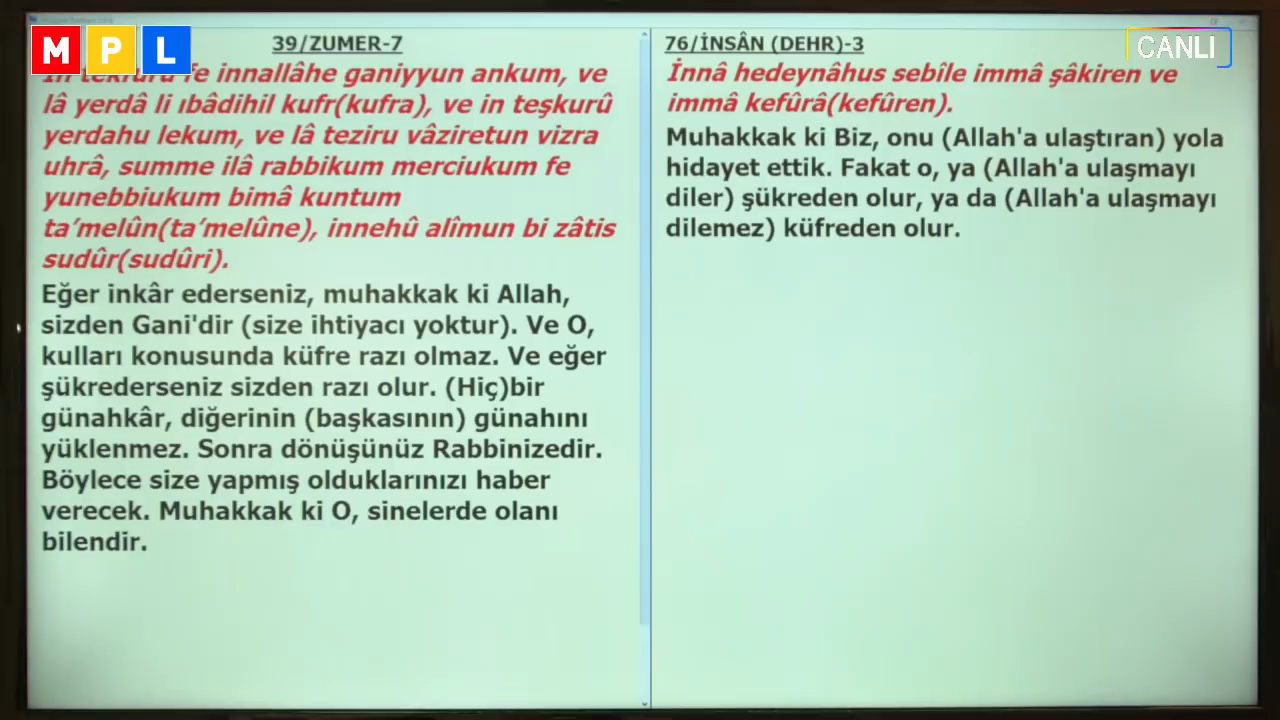 MPL
CANLI
39/ZUMER-7
İn tekfurû fe innallâhe ganiyyun ankum, ve
lâ yerdâ li ıbâdihil kufr(kufra), ve in teşkurû
yerdahu lekum, ve lâ teziru vâziretun vizra
uhrâ, summe ilâ rabbikum merciukum fe
yunebbiukum bimâ kuntum
ta’melûn(ta’melûne), innehû alîmun bi zâtis
sudûr(sudûri).
Eğer inkâr ederseniz, muhakkak ki Allah,
sizden Gani'dir (size ihtiyacı yoktur). Ve O,
kulları konusunda küfre razı olmaz. Ve eğer
şükrederseniz sizden razı olur. (Hiç)bir
günahkâr, diğerinin (başkasının) günahını
yüklenmez. Sonra dönüşünüz Rabbinizedir.
Böylece size yapmış olduklarınızı haber
verecek. Muhakkak ki O, sinelerde olanı
bilendir.
76/İNSÂN (DEHR)-3
İnnâ hedeynâhus sebîle immâ şâkiren ve
immâ kefûrâ(kefûren).
Muhakkak ki Biz, onu (Allah'a ulaştıran) yola
hidayet ettik. Fakat o, ya (Allah'a ulaşmayı
diler) şükreden olur, ya da (Allah'a ulaşmayı
dilemez) küfreden olur.